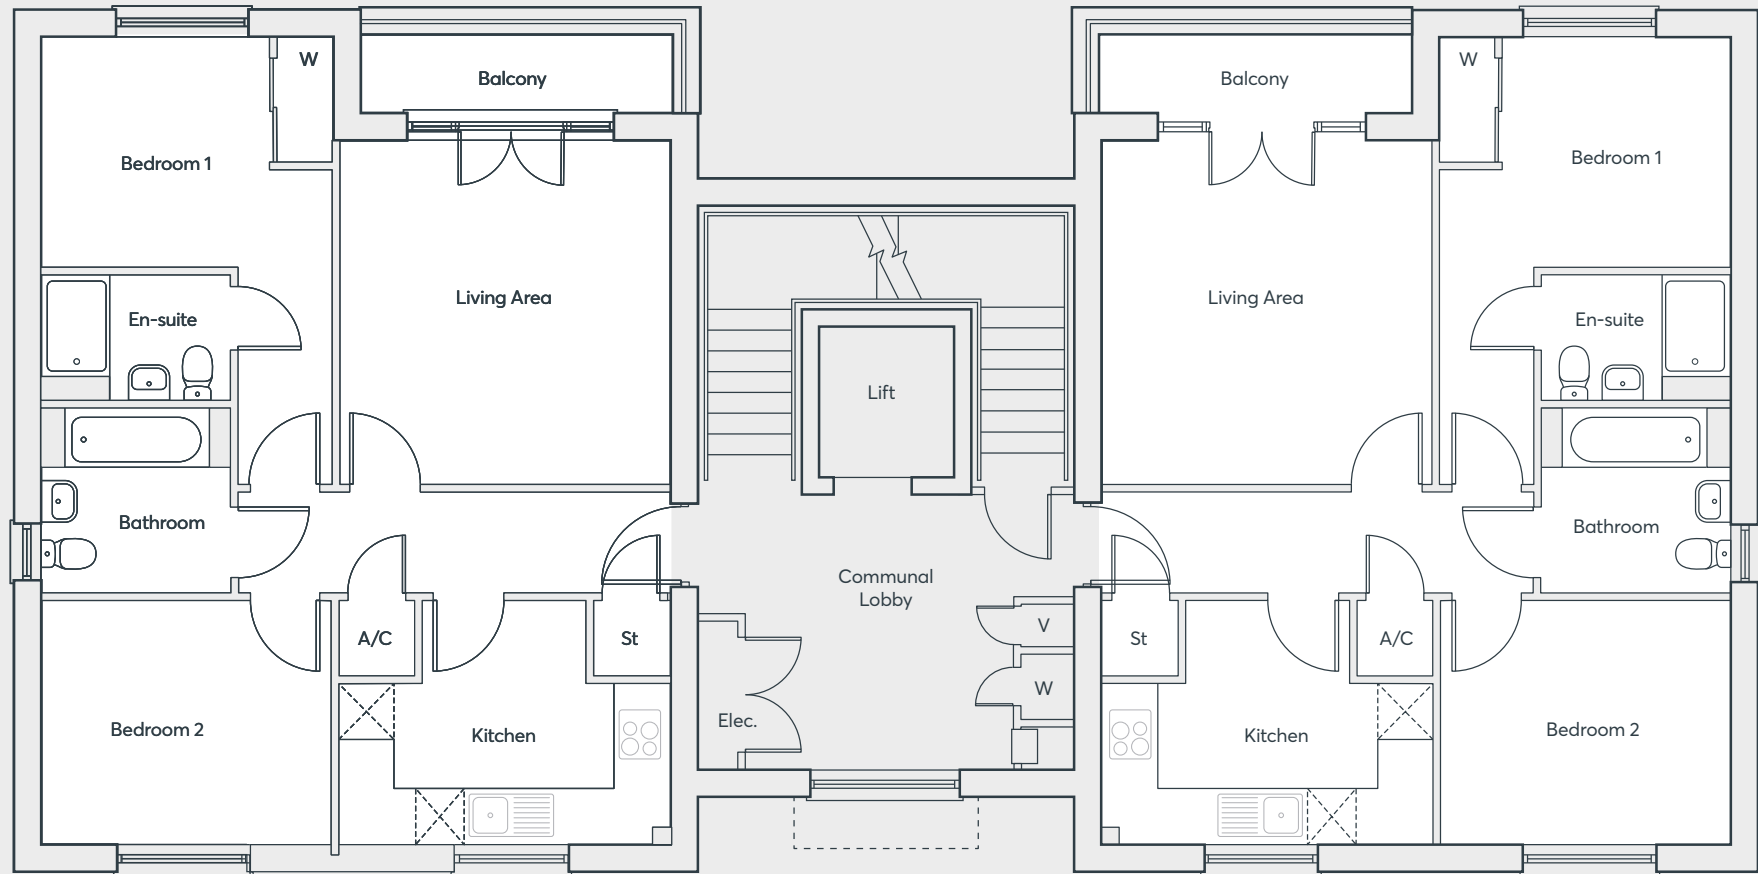 W
Balcony
Balcony
W
Bedroom 1
Bedroom 1
Living Area
Living Area
En-suite
En-suite
Lift
Bathroom
Bathroom
Communal
Lobby
A/C
St
V
St
A/C
W
Bedroom 2
Kitchen
Elec.
Kitchen
Bedroom 2